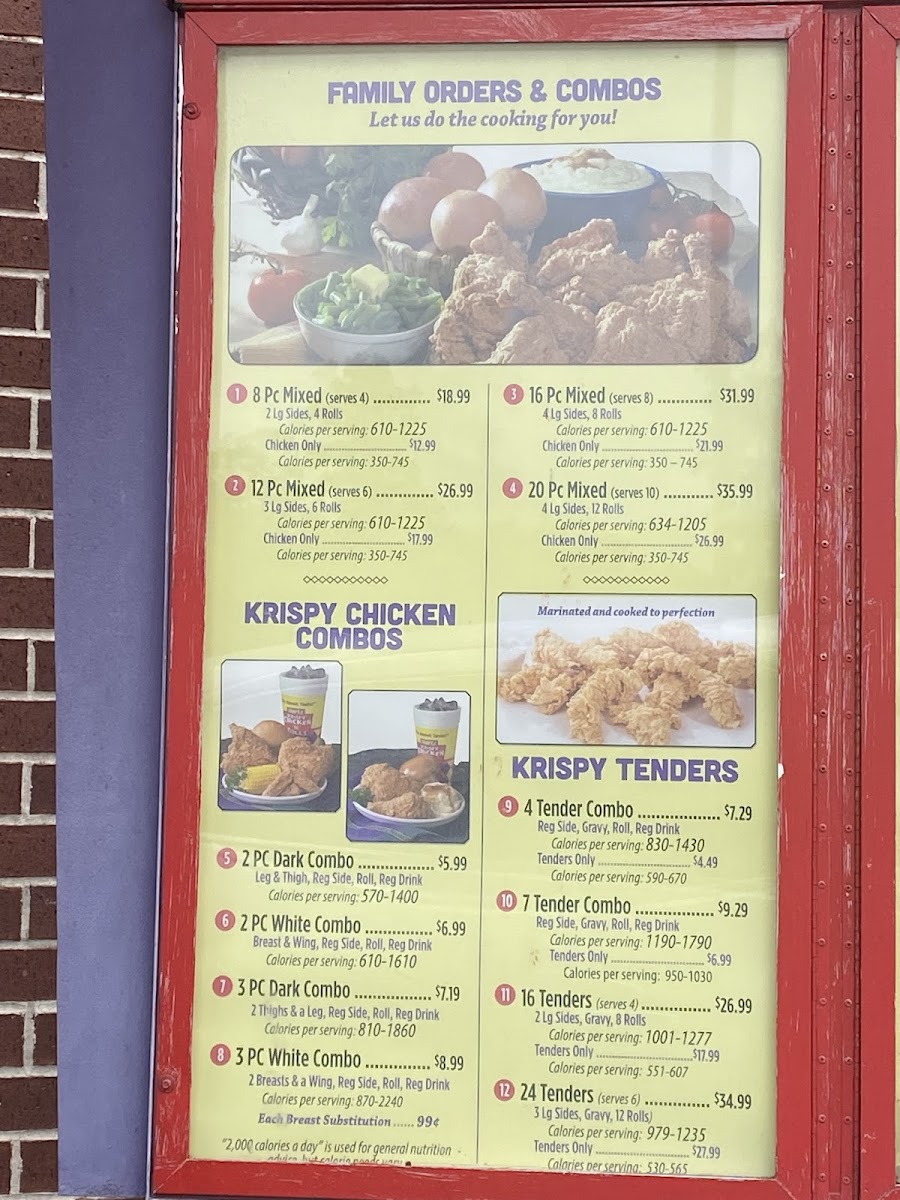 FAMILY ORDERS & COMBOS
Let us do the cooking for you!
1 8 Pc Mixed (serves 4) ............. $18.99
2 Lg Sides, 4 Rolls
Calories per serving: 610-1225
Chicken Only ............................ $12.99
Calories per serving: 350-745
2 12 Pc Mixed (serves 6) ............. $26.99
3 Lg Sides, 6 Rolls
Calories per serving: 610-1225
Chicken Only ............................ $17.99
Calories per serving: 350-745
3 16 Pc Mixed (serves 8) ............ $31.99
4 Lg Sides, 8 Rolls
Calories per serving: 610-1225
Chicken Only ............................ $21.99
Calories per serving: 350 – 745
4 20 Pc Mixed (serves 10) ........... $35.99
4 Lg Sides, 12 Rolls
Calories per serving: 634-1205
Chicken Only ............................ $26.99
Calories per serving: 350-745
KRISPY CHICKEN
COMBOS
5 2 PC Dark Combo ................. $5.99
Leg & Thigh, Reg Side, Roll, Reg Drink
Calories per serving: 570-1400
6 2 PC White Combo ............... $6.99
Breast & Wing, Reg Side, Roll, Reg Drink
Calories per serving: 610-1610
7 3 PC Dark Combo ................. $7.19
2 Thighs & a Leg, Reg Side, Roll, Reg Drink
Calories per serving: 810-1860
8 3 PC White Combo ............... $8.99
2 Breasts & a Wing, Reg Side, Roll, Reg Drink
Calories per serving: 870-2240
Each Breast Substitution ...... 99¢
"2,000 calories a day" is used for general nutrition
advice, but calorie needs vary.
Marinated and cooked to perfection
KRISPY TENDERS
9 4 Tender Combo ................... $7.29
Reg Side, Gravy, Roll, Reg Drink
Calories per serving: 830-1430
Tenders Only ............................ $4.49
Calories per serving: 590-670
10 7 Tender Combo ................... $9.29
Reg Side, Gravy, Roll, Reg Drink
Calories per serving: 1190-1790
Tenders Only ............................ $6.99
Calories per serving: 950-1030
11 16 Tenders (serves 4) ............... $26.99
2 Lg Sides, Gravy, 8 Rolls
Calories per serving: 1001-1277
Tenders Only ............................ $17.99
Calories per serving: 551-607
12 24 Tenders (serves 6) .............. $34.99
3 Lg Sides, Gravy, 12 Rolls
Calories per serving: 979-1235
Tenders Only ............................ $27.99
Calories per serving: 530-565